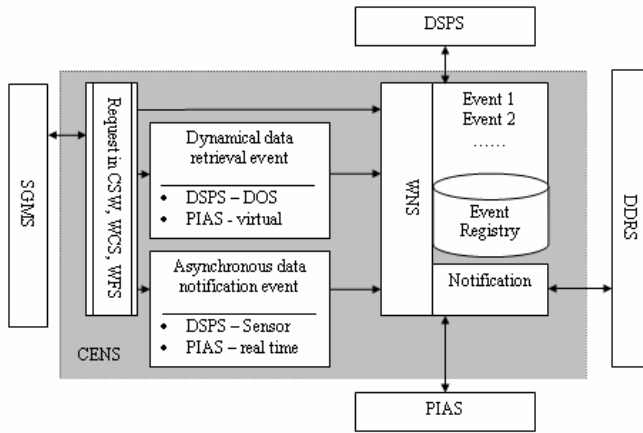 DSPS
SGMS
Request in CSW, WCS, WFS
Dynamical data
retrieval event
• DSPS – DOS
• PIAS - virtual
Asynchronous data
notification event
• DSPS – Sensor
• PIAS – real time
CENS
WNS
Event 1
Event 2
……
Event
Registry
Notification
DDRS
PIAS